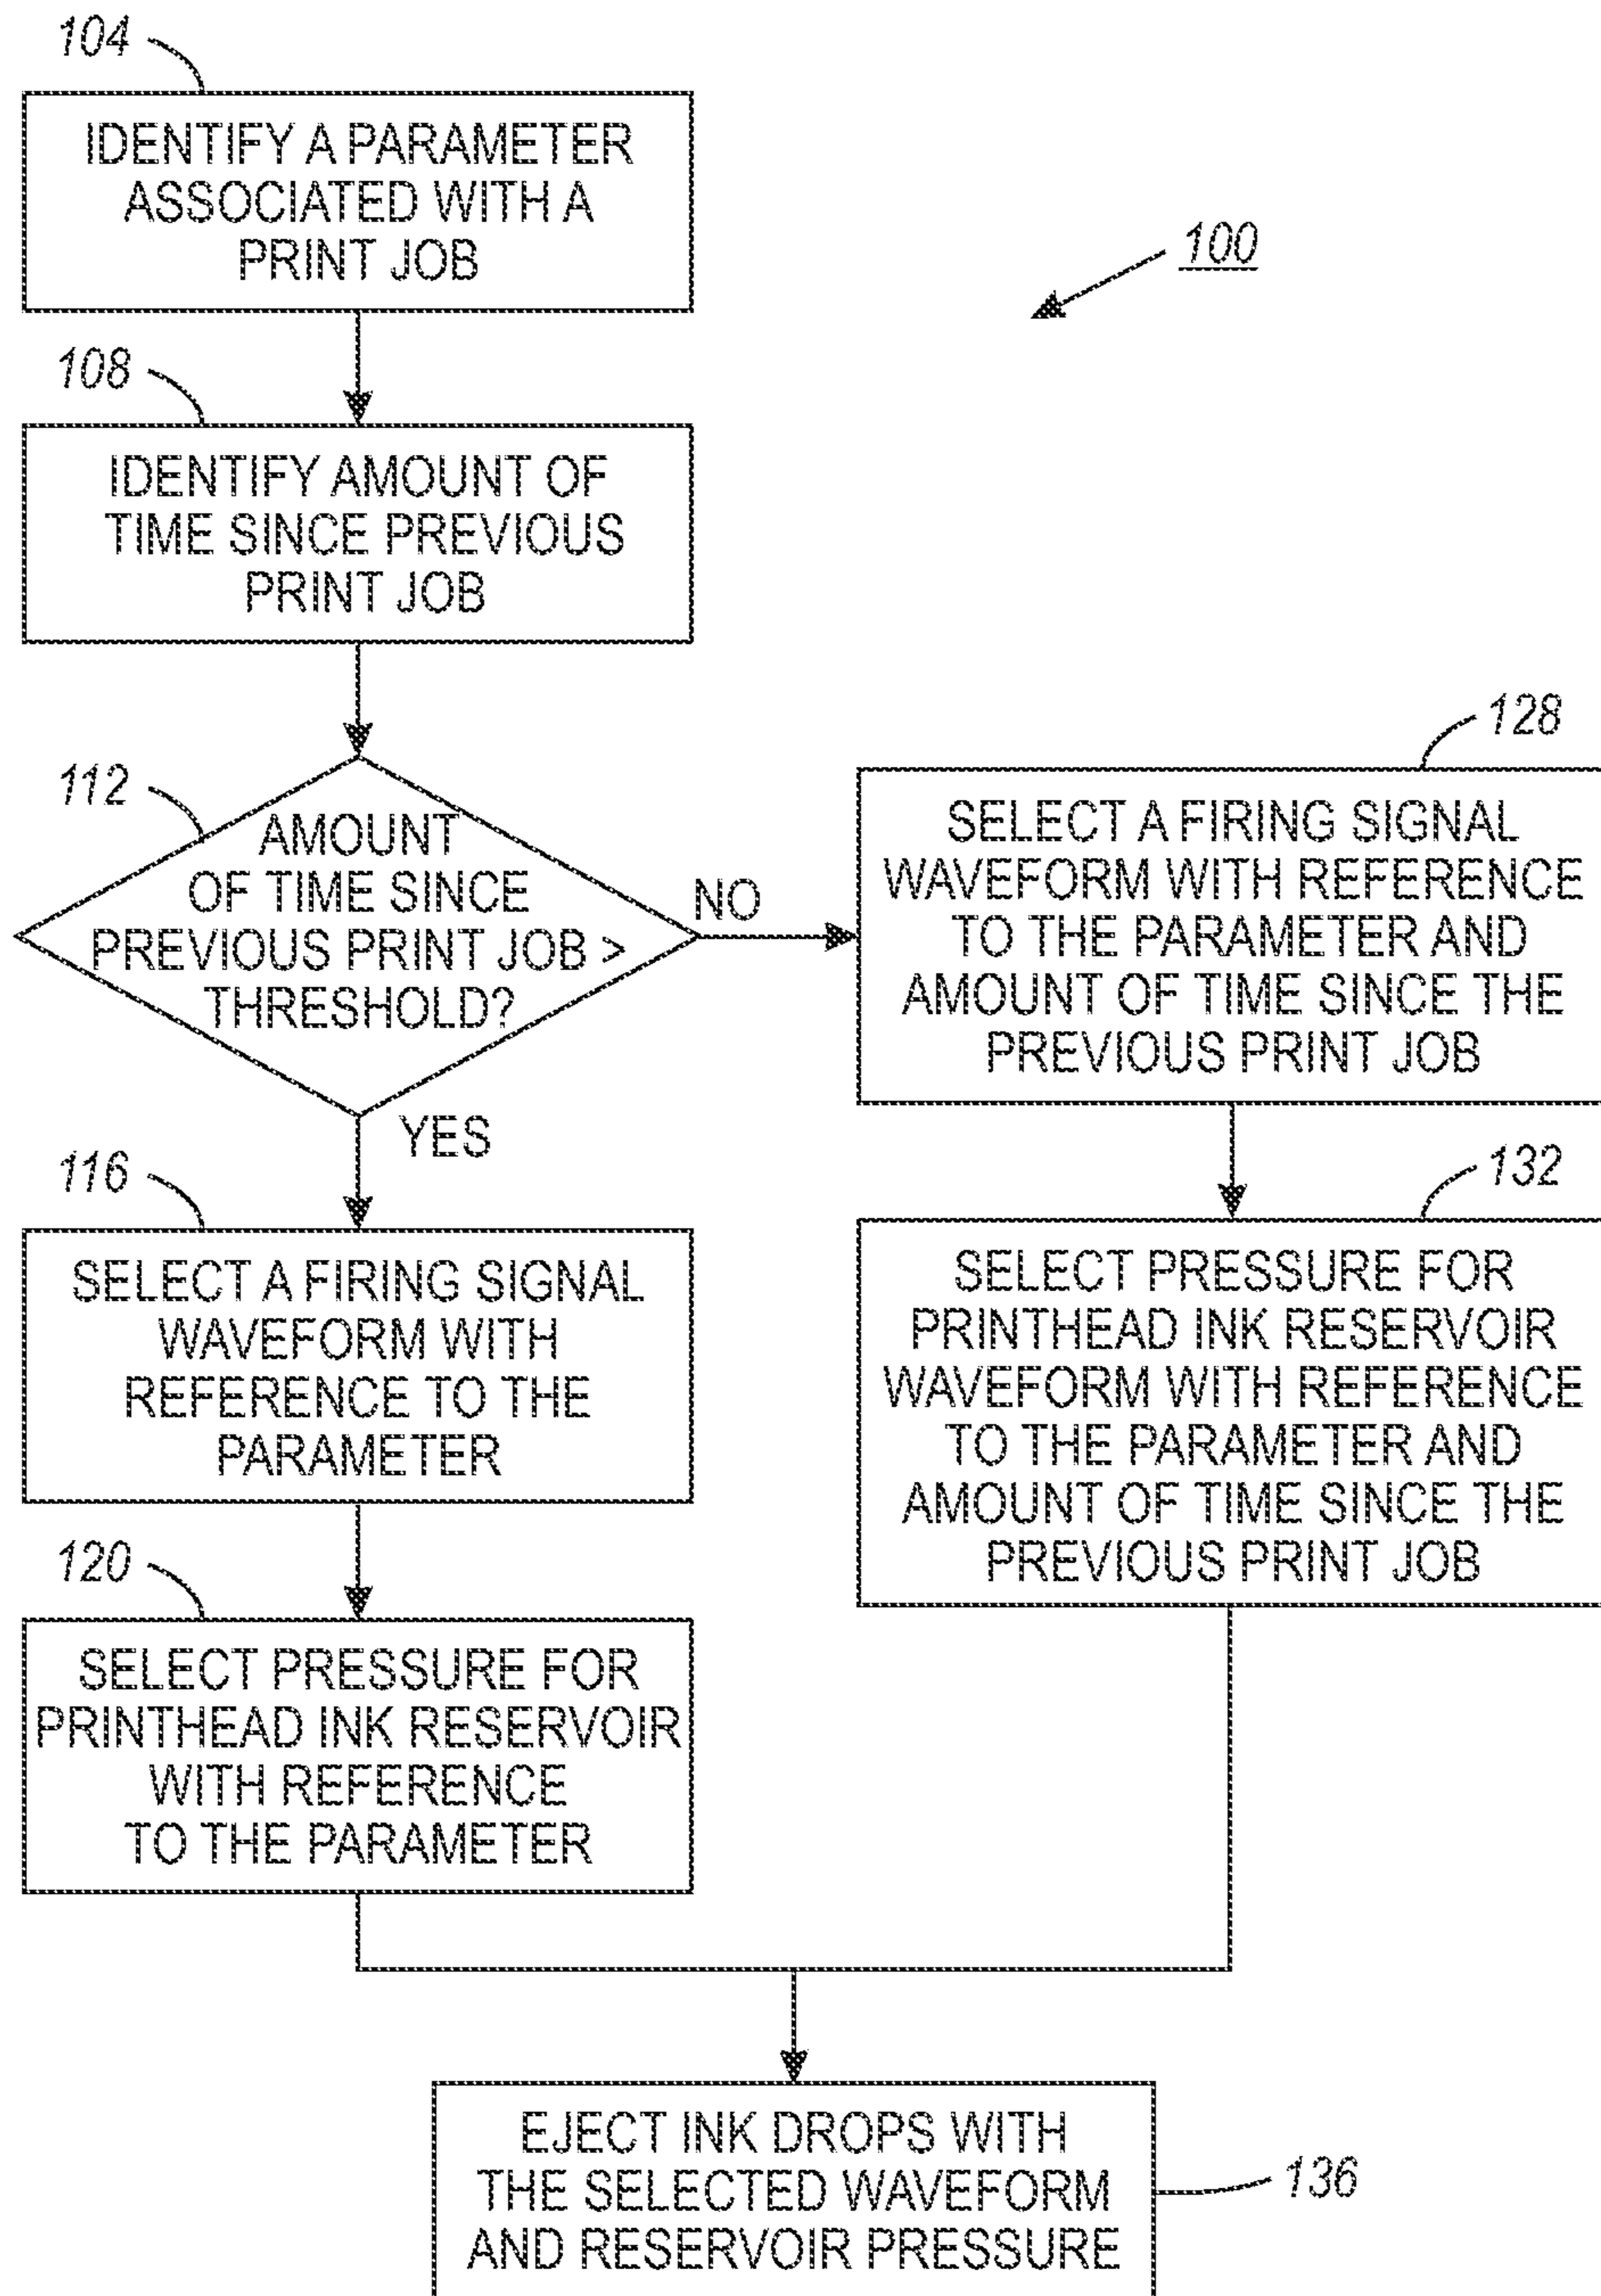 104
IDENTIFY A PARAMETER
ASSOCIATED WITH A
PRINT JOB
100
108
IDENTIFY AMOUNT OF
TIME SINCE PREVIOUS
PRINT JOB
112
AMOUNT
OF TIME SINCE
PREVIOUS PRINT JOB >
THRESHOLD?
NO
YES
128
SELECT A FIRING SIGNAL
WAVEFORM WITH REFERENCE
TO THE PARAMETER AND
AMOUNT OF TIME SINCE THE
PREVIOUS PRINT JOB
116
SELECT A FIRING SIGNAL
WAVEFORM WITH
REFERENCE TO THE
PARAMETER
132
SELECT PRESSURE FOR
PRINTHEAD INK RESERVOIR
WAVEFORM WITH REFERENCE
TO THE PARAMETER AND
AMOUNT OF TIME SINCE THE
PREVIOUS PRINT JOB
120
SELECT PRESSURE FOR
PRINTHEAD INK RESERVOIR
WITH REFERENCE
TO THE PARAMETER
EJECT INK DROPS WITH
THE SELECTED WAVEFORM
AND RESERVOIR PRESSURE
136